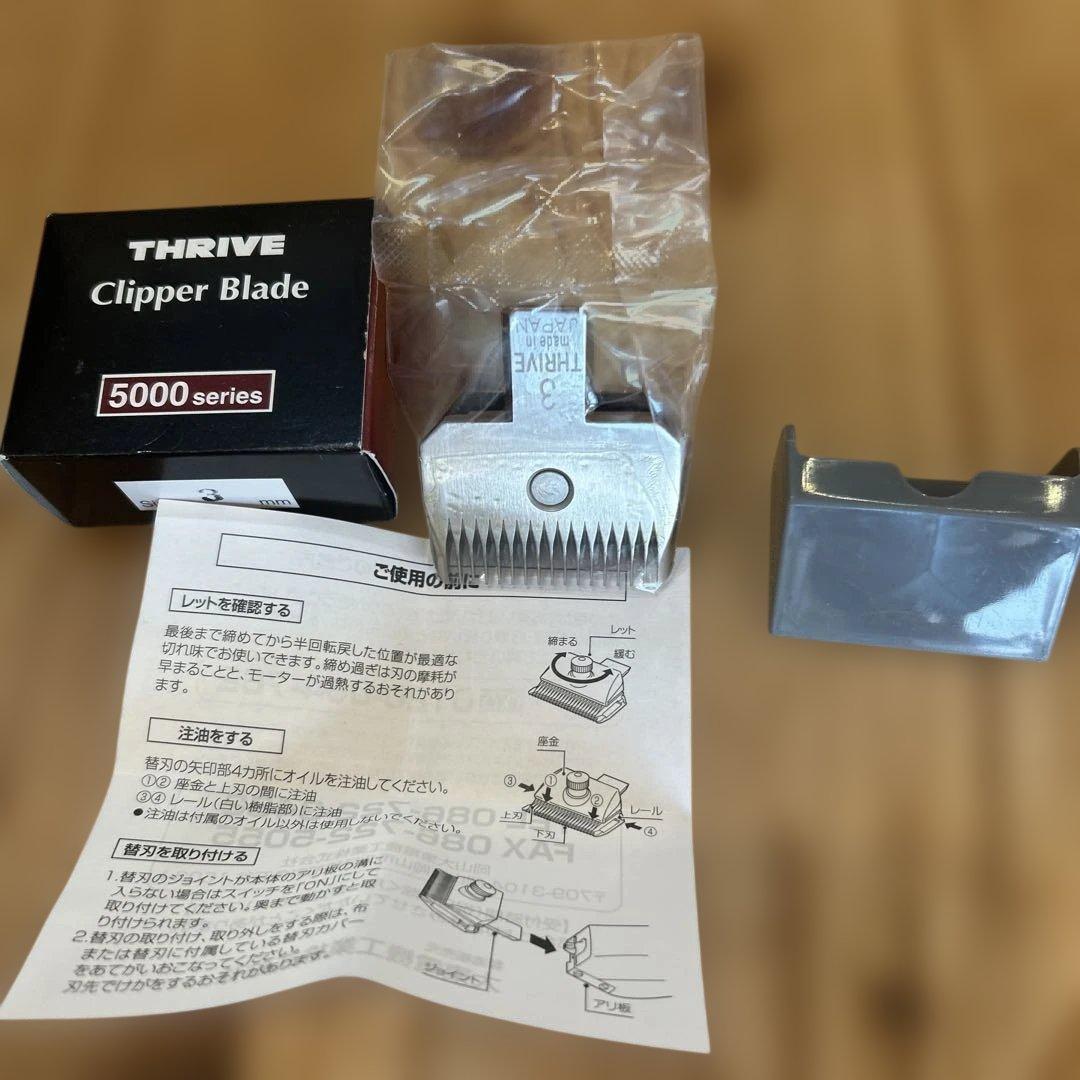 THRIVE
Clipper Blade
5000 series
3 mm
3
THRIVE
made in
JAPAN
ご使用の前に
レットを確認する
最後まで締めてから半回転戻した位置が最適な
切れ味でお使いできます。締め過ぎは刃の摩耗が
早まることと、モーターが過熱するおそれがあり
ます。
締まる
レット
緩む
注油をする
替刃の矢印部4カ所にオイルを注油してください。
①② 座金と上刃の間に注油
③④ レール(白い樹脂部)に注油
●注油は付属のオイル以外は使用しないでください。
座金
③
①
②
レール
上刃
下刃
④
替刃を取り付ける
1.替刃のジョイントが本体のアリ板の溝に
入らない場合はスイッチを「ON」にして
取り付けてください。奥まで動かすと取
り付けられます。
2.替刃の取り付け、取り外しをする際は、布
または替刃に付属している替刃カバー
をあてがいおこなってください。
刃先でけがをするおそれがあります。
ジョイント
アリ板